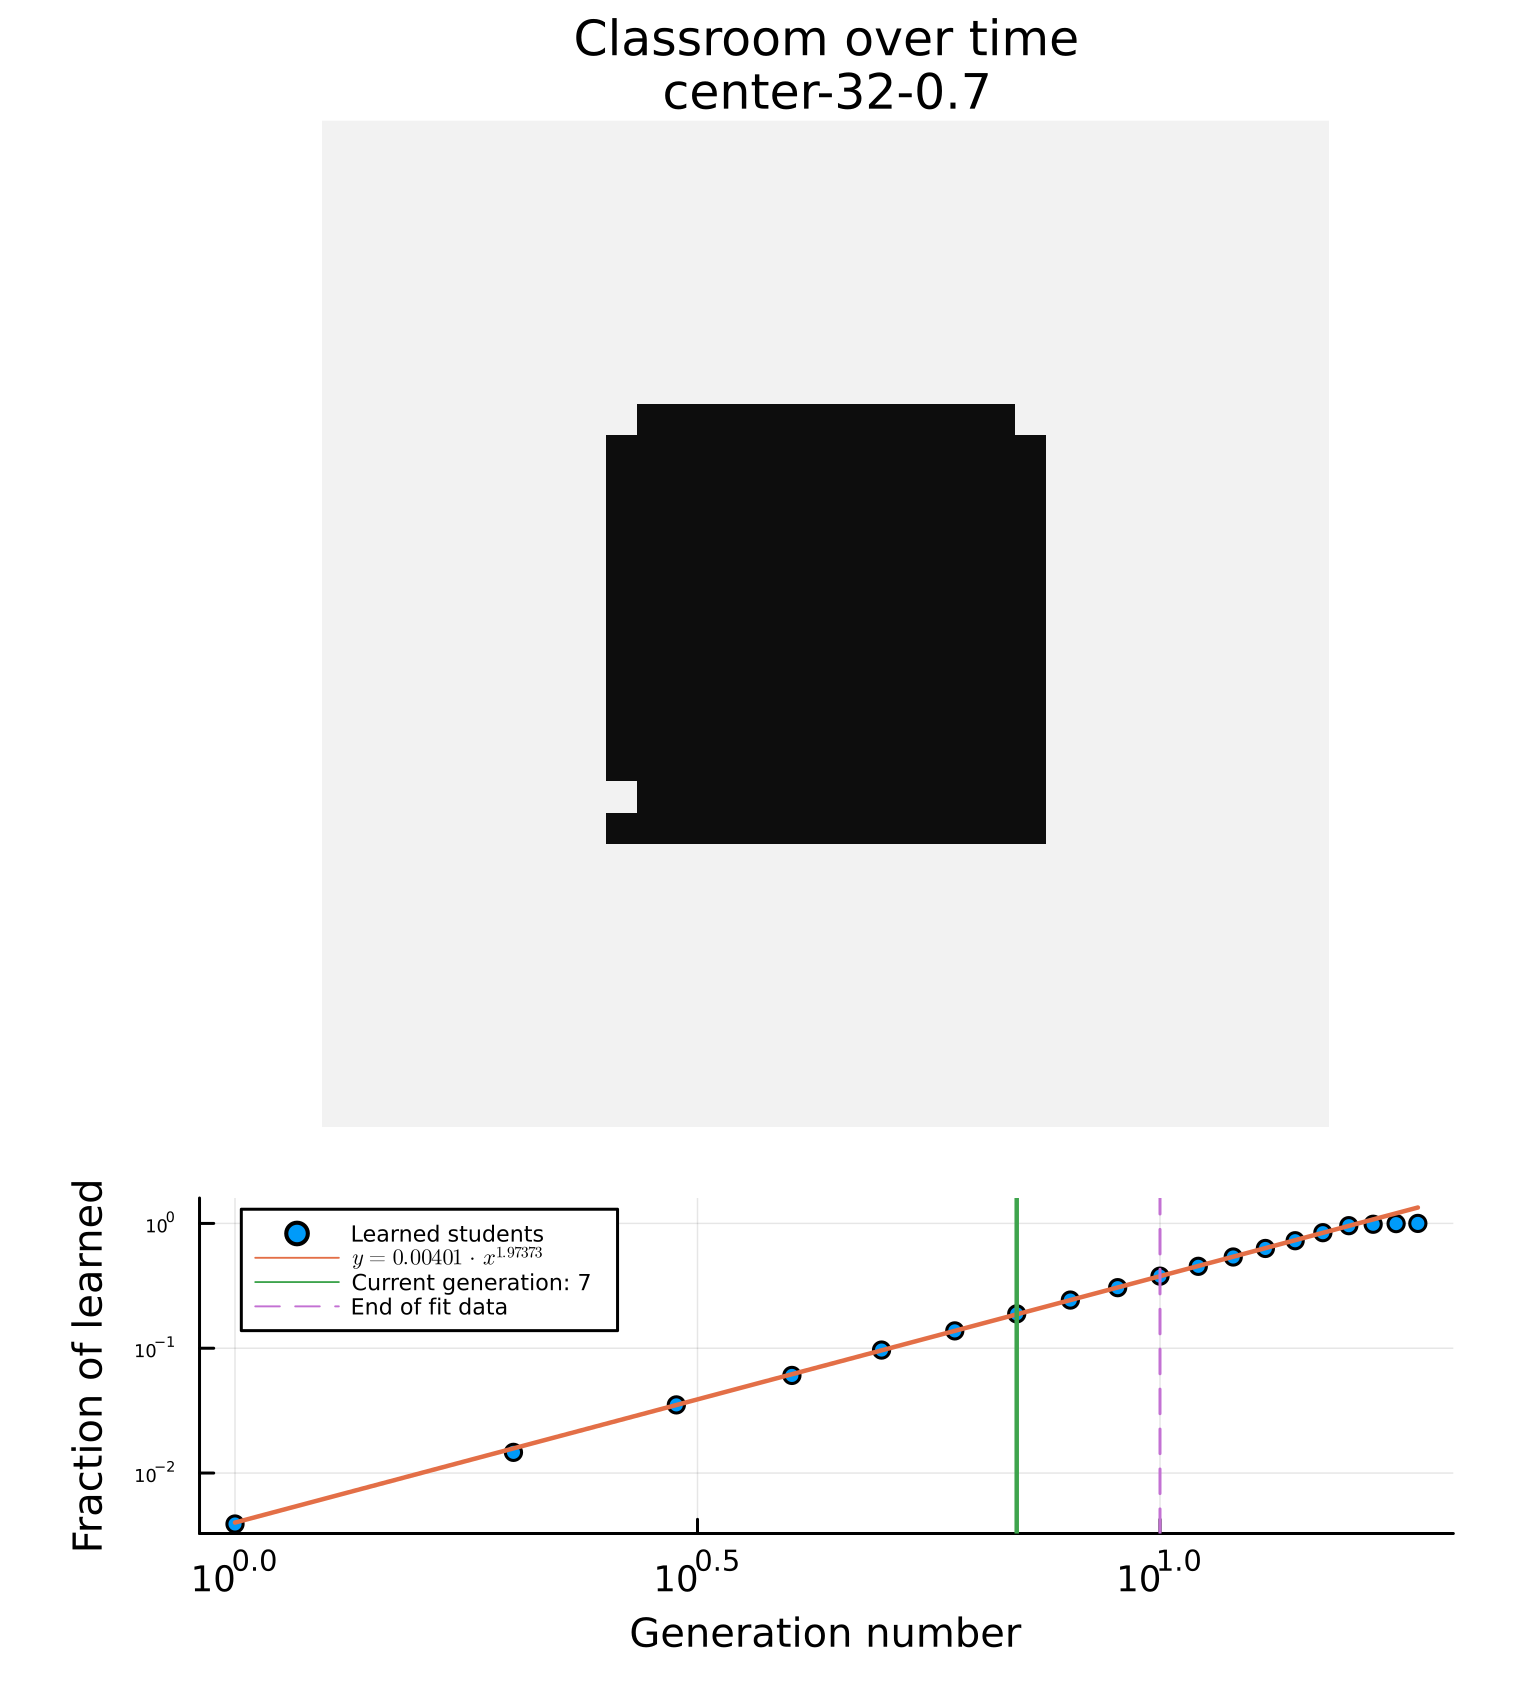 Classroom over time
center-32-0.7
Fraction of learned
10⁰
10⁻¹
10⁻²
Learned students
y = 0.00401 · x^1.97373
Current generation: 7
End of fit data
10^0.0
10^0.5
10^1.0
Generation number